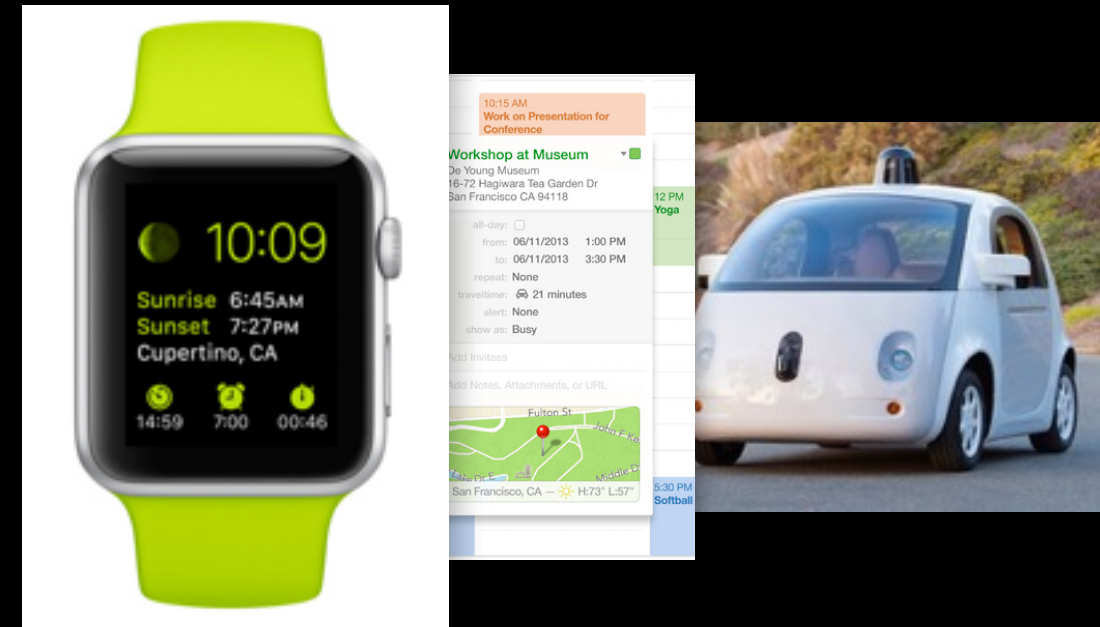 10:09
Sunrise 6:45AM
Sunset 7:27PM
Cupertino, CA
14:59 7:00 00:46
10:15 AM
Work on Presentation for
Conference
Workshop at Museum
De Young Museum
16-72 Hagiwara Tea Garden Dr
San Francisco CA 94118
all-day:
from: 06/11/2013 1:00 PM
to: 06/11/2013 3:30 PM
repeat: None
traveltime: 21 minutes
alert: None
show as: Busy
Add Invitees
Add Notes, Attachments, or URL
Fulton St
John F Ke
Middle D
San Francisco, CA — H:73° L:57°
12 PM
Yoga
5:30 PM
Softball